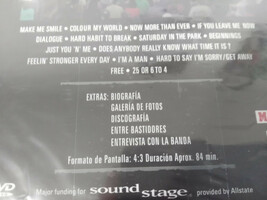 MAKE ME SMILE • COLOUR MY WORLD • NOW MORE THAN EVER • IF YOU LEAVE ME NOW
DIALOGUE • HARD HABIT TO BREAK • SATURDAY IN THE PARK • BEGINNINGS
JUST YOU 'N' ME • DOES ANYBODY REALLY KNOW WHAT TIME IT IS?
FEELIN' STRONGER EVERY DAY • I'M A MAN • HARD TO SAY I'M SORRY/GET AWAY
FREE • 25 OR 6 TO 4
EXTRAS: BIOGRAFÍA
GALERÍA DE FOTOS
DISCOGRAFÍA
ENTRE BASTIDORES
ENTREVISTA CON LA BANDA
Formato de Pantalla: 4:3 Duración Aprox. 84 min.
Major funding for soundstage. provided by Allstate